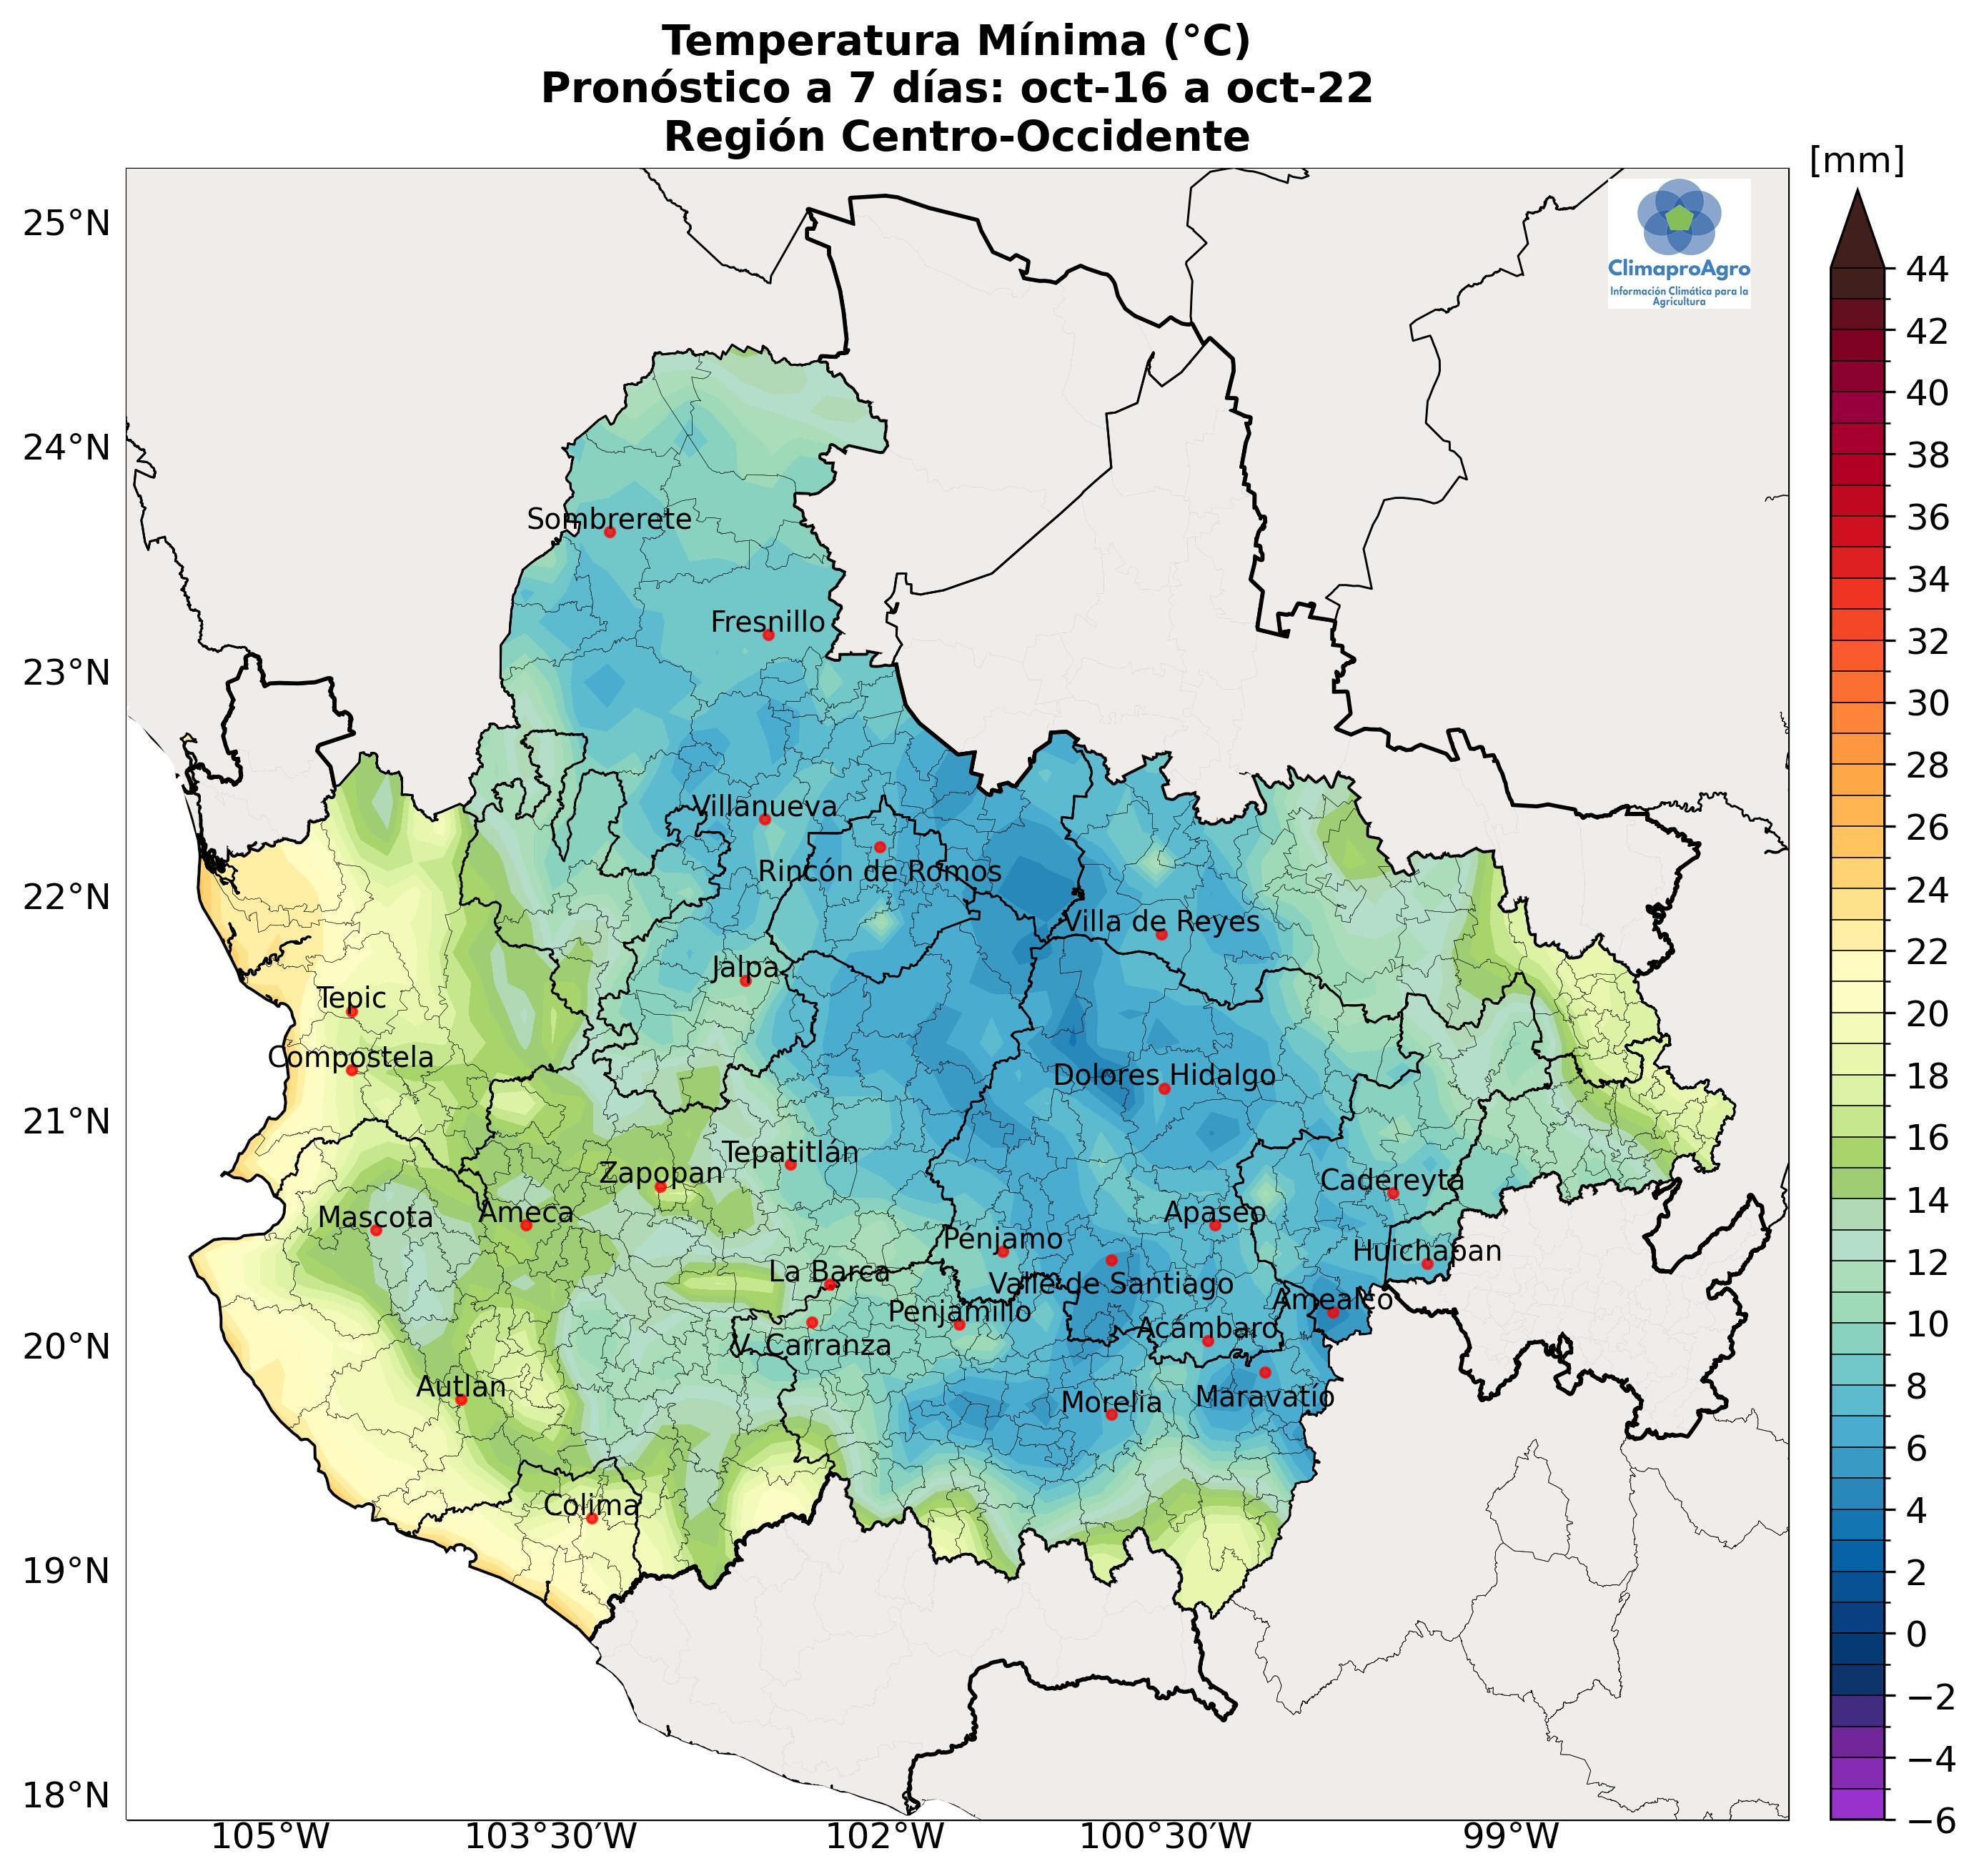 Temperatura Mínima (°C)
Pronóstico a 7 días: oct-16 a oct-22
Región Centro-Occidente
[mm]
ClimaproAgro
Información Climática para la
Agricultura
25°N
24°N
23°N
22°N
21°N
20°N
19°N
18°N
105°W
103°30'W
102°W
100°30'W
99°W
44
42
40
38
36
34
32
30
28
26
24
22
20
18
16
14
12
10
8
6
4
2
0
−2
−4
−6
Sombrerete
Fresnillo
Villanueva
Rincón de Romos
Villa de Reyes
Jalpa
Tepic
Compostela
Dolores Hidalgo
Tepatitlán
Zapopan
Cadereyta
Mascota
Ameca
Apaseo
Penjamo
Huichapan
La Barca
Valle de Santiago
Amealco
Penjamillo
Acámbaro
V. Carranza
Autlan
Morelia
Maravatío
Colima